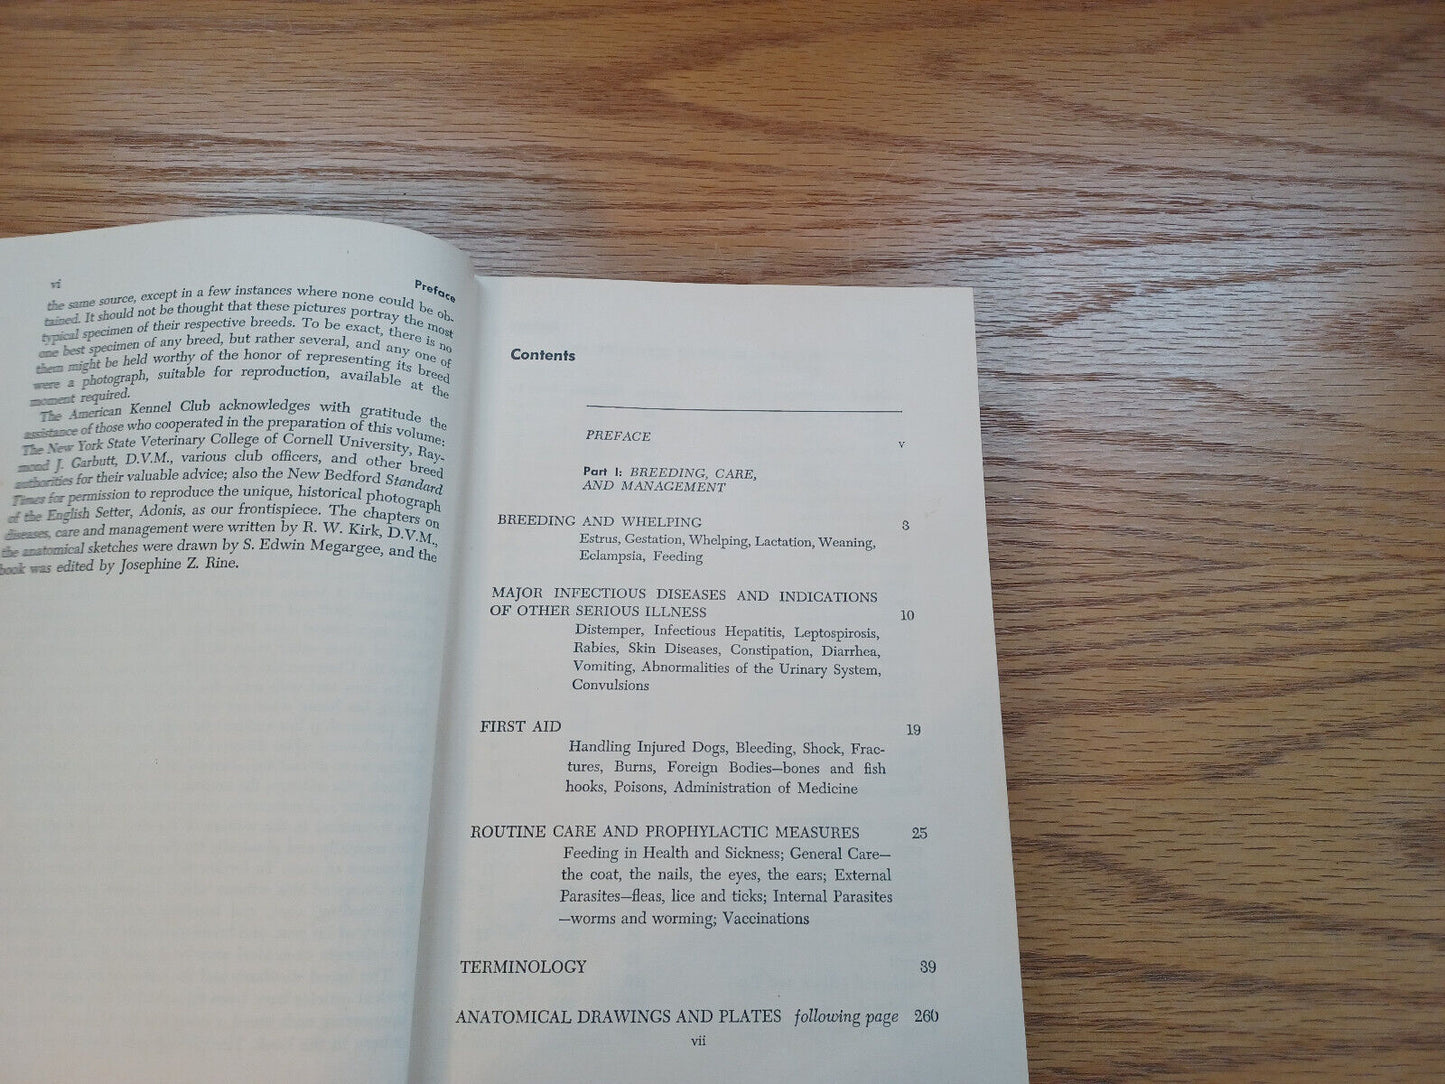 vi
Preface
the same source, except in a few instances where none could be ob-
tained. It should not be thought that these pictures portray the most
typical specimen of their respective breeds. To be exact, there is no
one best specimen of any breed, but rather several, and any one of
them might be held worthy of the honor of representing its breed
were a photograph, suitable for reproduction, available at the
moment required.
The American Kennel Club acknowledges with gratitude the
assistance of those who cooperated in the preparation of this volume:
The New York State Veterinary College of Cornell University, Ray-
mond J. Garbutt, D.V.M., various club officers, and other breed
authorities for their valuable advice; also the New Bedford Standard
Times for permission to reproduce the unique, historical photograph
of the English Setter, Adonis, as our frontispiece. The chapters on
diseases, care and management were written by R. W. Kirk, D.V.M.,
the anatomical sketches were drawn by S. Edwin Megargee, and the
book was edited by Josephine Z. Rine.
Contents
PREFACE v
Part I: BREEDING, CARE,
AND MANAGEMENT
BREEDING AND WHELPING 3
Estrus, Gestation, Whelping, Lactation, Weaning,
Eclampsia, Feeding
MAJOR INFECTIOUS DISEASES AND INDICATIONS
OF OTHER SERIOUS ILLNESS 10
Distemper, Infectious Hepatitis, Leptospirosis,
Rabies, Skin Diseases, Constipation, Diarrhea,
Vomiting, Abnormalities of the Urinary System,
Convulsions
FIRST AID 19
Handling Injured Dogs, Bleeding, Shock, Frac-
tures, Burns, Foreign Bodies—bones and fish
hooks, Poisons, Administration of Medicine
ROUTINE CARE AND PROPHYLACTIC MEASURES 25
Feeding in Health and Sickness; General Care—
the coat, the nails, the eyes, the ears; External
Parasites—fleas, lice and ticks; Internal Parasites
—worms and worming; Vaccinations
TERMINOLOGY 39
ANATOMICAL DRAWINGS AND PLATES following page 260
vii